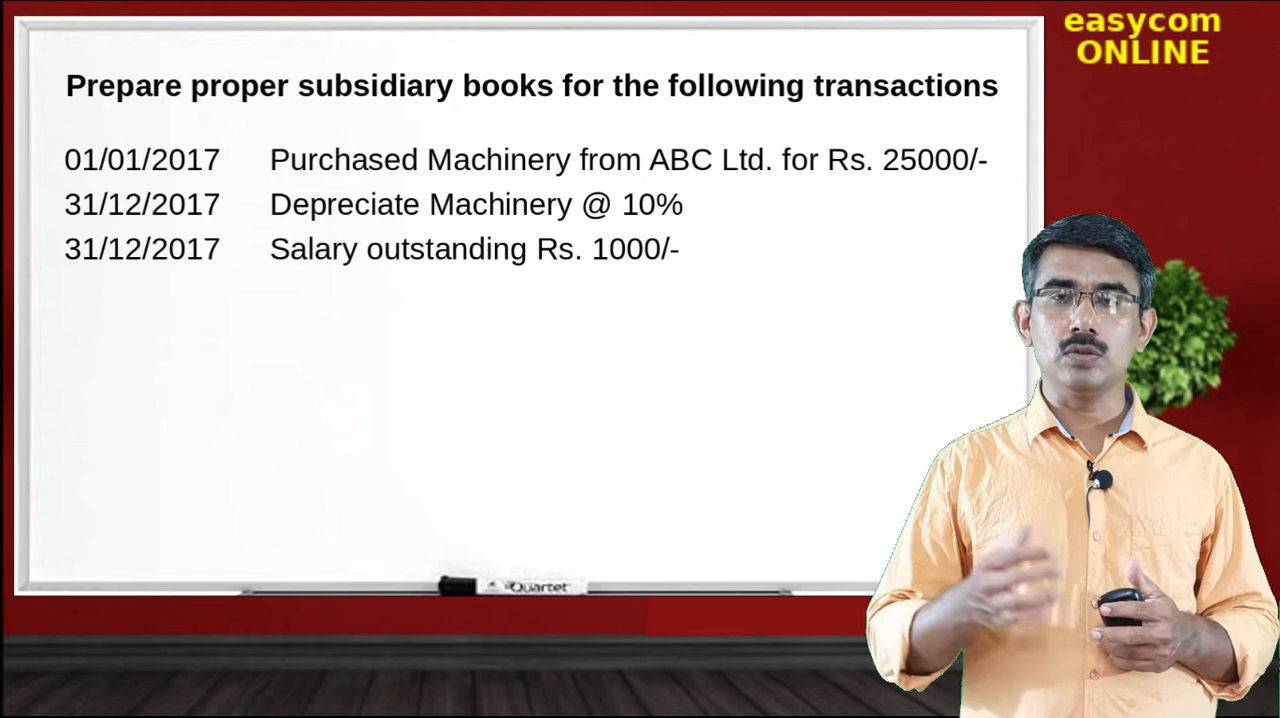 easycom
ONLINE
Prepare proper subsidiary books for the following transactions
01/01/2017 Purchased Machinery from ABC Ltd. for Rs. 25000/-
31/12/2017 Depreciate Machinery @ 10%
31/12/2017 Salary outstanding Rs. 1000/-
Quartet